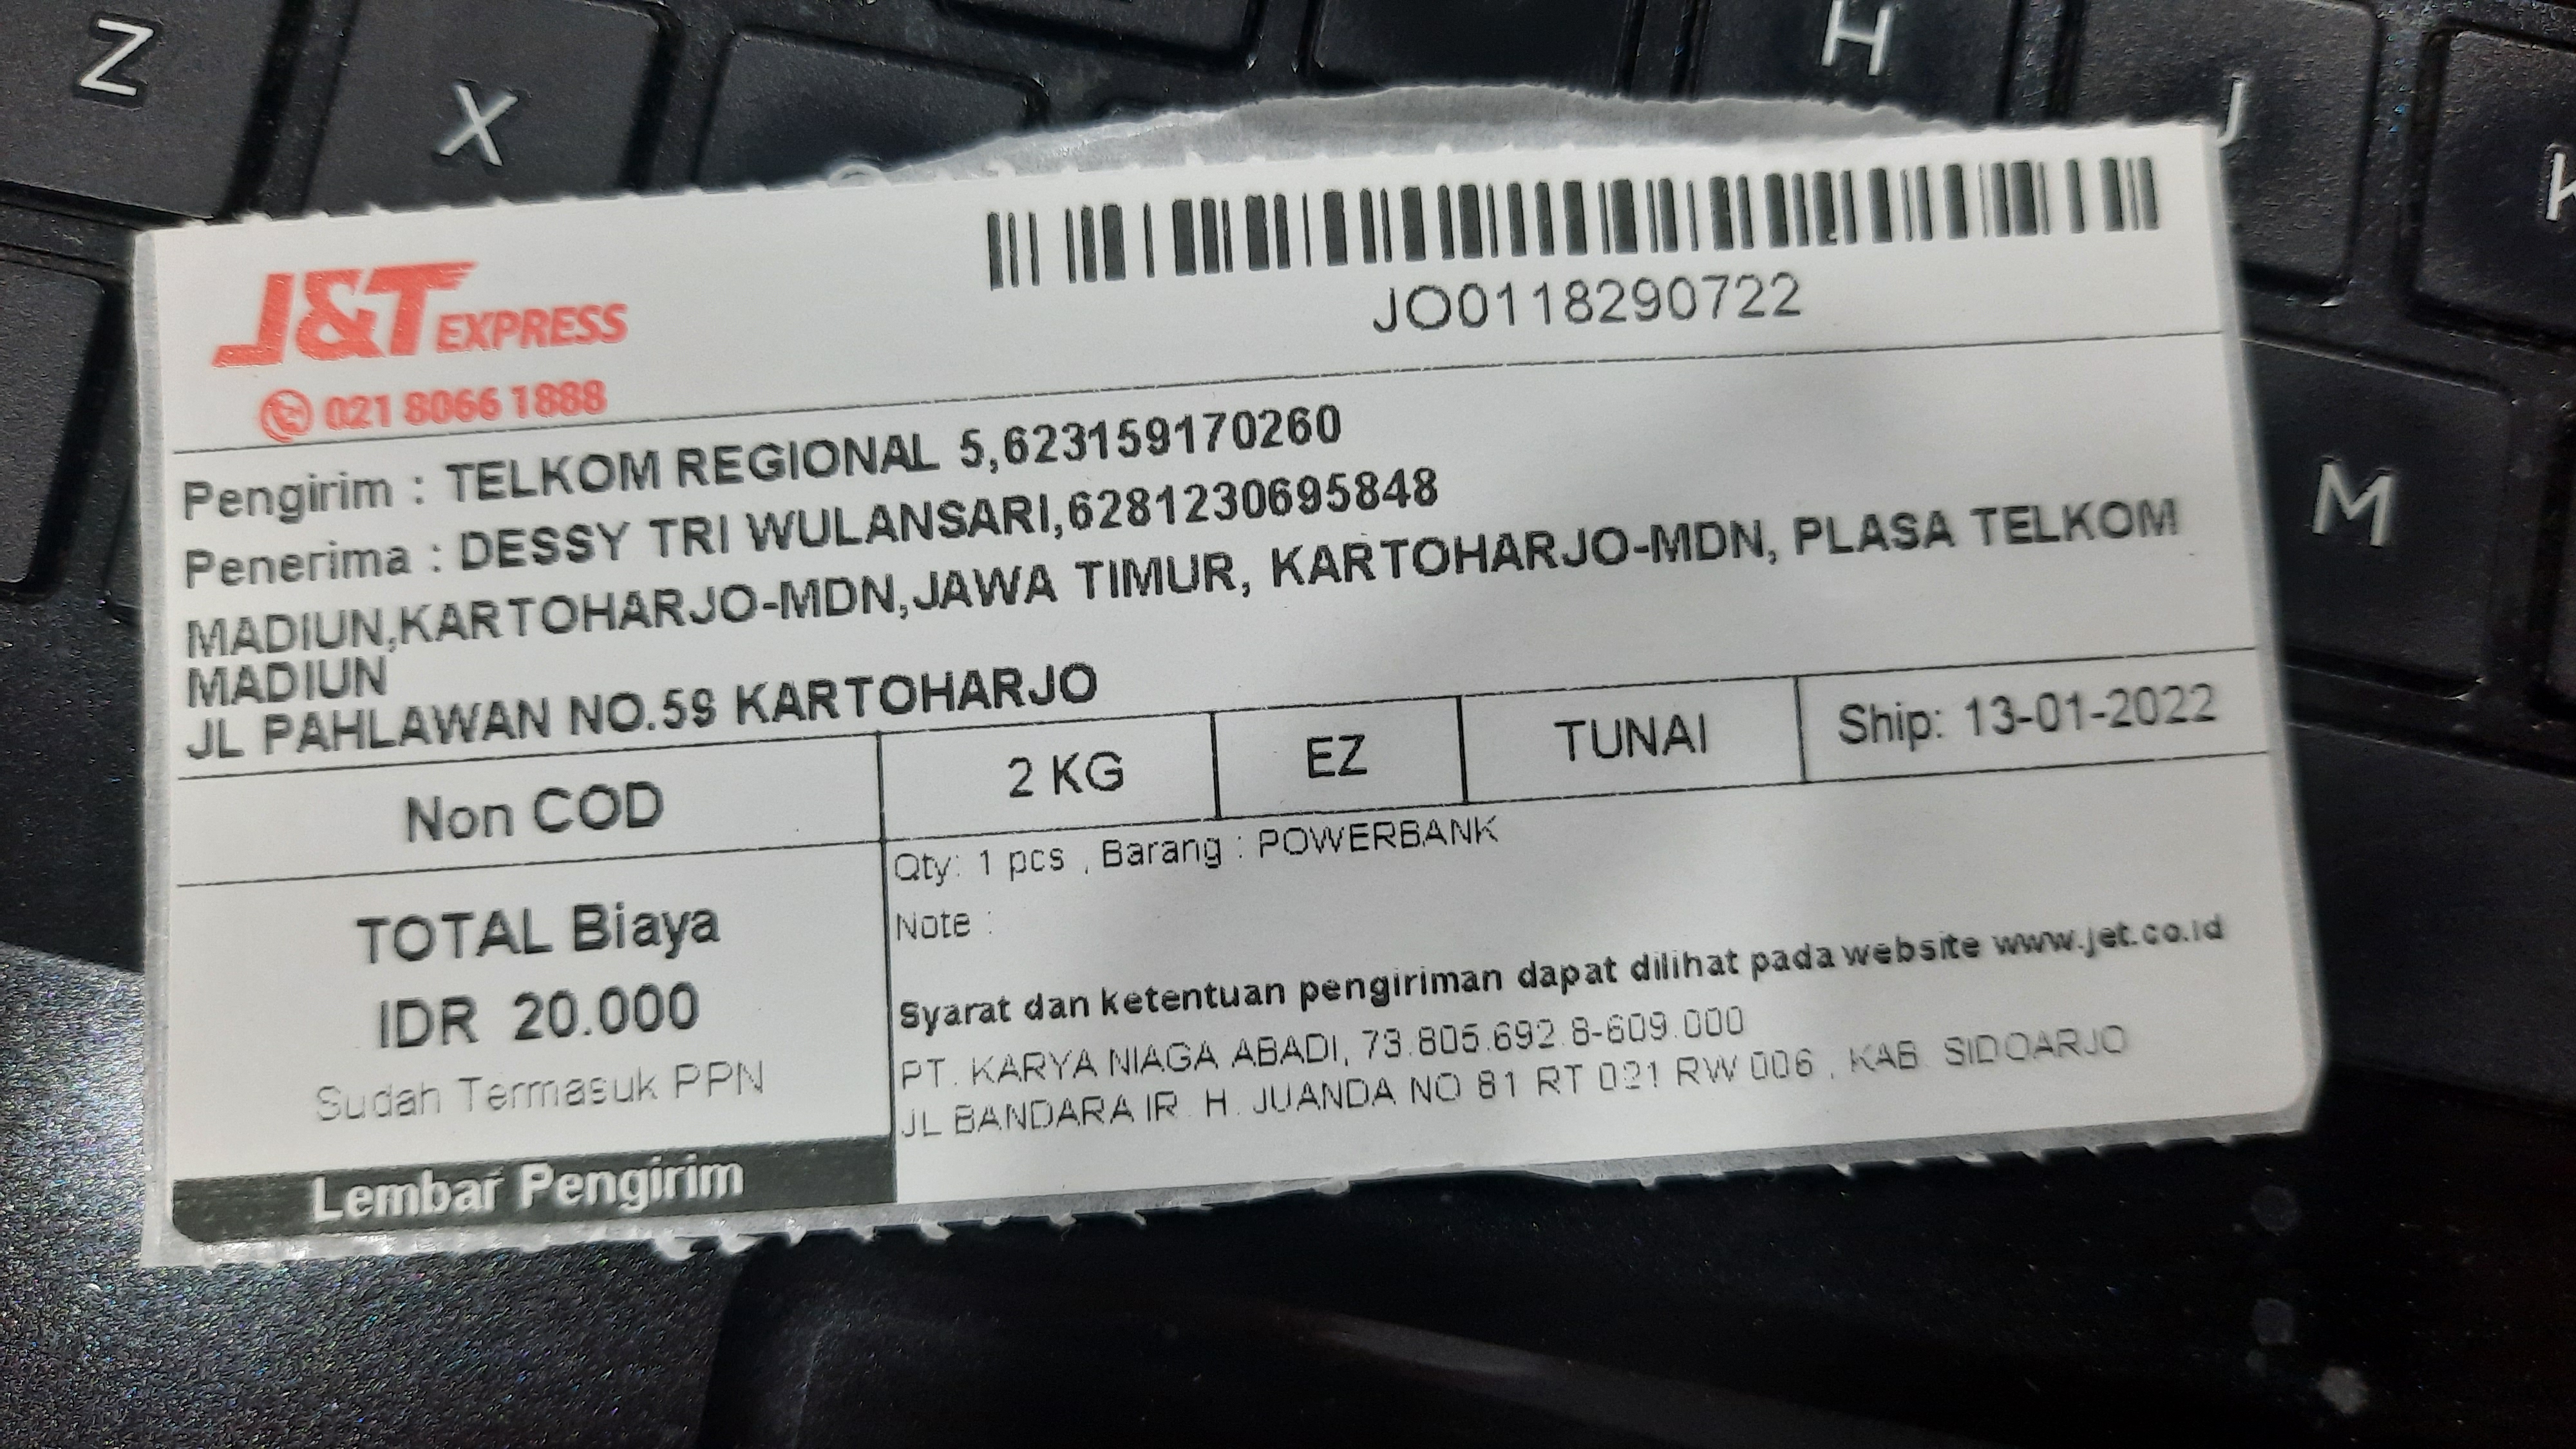 J&T EXPRESS
021 8066 1888
JO0118290722
Pengirim : TELKOM REGIONAL 5,623159170260
Penerima : DESSY TRI WULANSARI,6281230695848
MADIUN,KARTOHARJO-MDN,JAWA TIMUR, KARTOHARJO-MDN, PLASA TELKOM
MADIUN
JL PAHLAWAN NO.59 KARTOHARJO
Non COD
2 KG
EZ
TUNAI
Ship: 13-01-2022
TOTAL Biaya
IDR 20.000
Sudah Termasuk PPN
Lembar Pengirim
Qty: 1 pcs , Barang : POWERBANK
Note :
Syarat dan ketentuan pengiriman dapat dilihat pada website www.jet.co.id
PT. KARYA NIAGA ABADI, 73.805.692.8-609.000
JL BANDARA IR. H. JUANDA NO 81 RT 021 RW 006 , KAB. SIDOARJO
Z
X
H
J
M
K